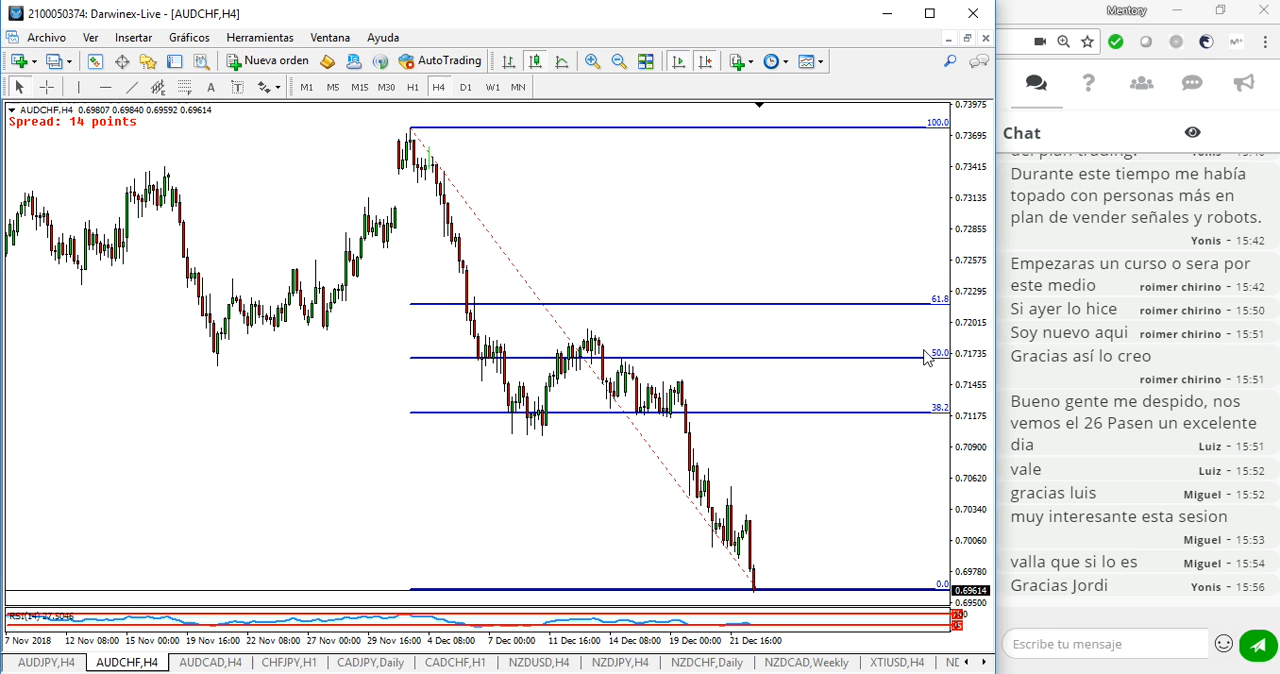 2100050374: Darwinex-Live - [AUDCHF,H4]
Archivo Ver Insertar Gráficos Herramientas Ventana Ayuda
Nueva orden AutoTrading
A T M1 M5 M15 M30 H1 H4 D1 W1 MN
AUDCHF,H4 0.69807 0.69840 0.69592 0.69614
Spread: 14 points
100.0
61.8
50.0
38.2
0.0
0.73975
0.73695
0.73415
0.73135
0.72855
0.72575
0.72295
0.72015
0.71735
0.71455
0.71175
0.70900
0.70620
0.70340
0.70060
0.69780
0.69614
0.69500
RSI(14) 27.5046
7 Nov 2018 12 Nov 08:00 15 Nov 00:00 19 Nov 16:00 22 Nov 08:00 27 Nov 00:00 29 Nov 16:00 4 Dec 08:00 7 Dec 00:00 11 Dec 16:00 14 Dec 08:00 19 Dec 00:00 21 Dec 16:00
AUDJPY,H4 AUDCHF,H4 AUDCAD,H4 CHFJPY,H1 CADJPY,Daily CADCHF,H1 NZDUSD,H4 NZDJPY,H4 NZDCHF,Daily NZDCAD,Weekly XTIUSD,H4
Mentory
Chat
del plan trading. Yonis
Durante este tiempo me había
topado con personas más en
plan de vender señales y robots.
Yonis - 15:42
Empezaras un curso o sera por
este medio roimer chirino - 15:42
Si ayer lo hice roimer chirino - 15:50
Soy nuevo aqui roimer chirino - 15:51
Gracias así lo creo
roimer chirino - 15:51
Bueno gente me despido, nos
vemos el 26 Pasen un excelente
dia Luiz - 15:51
vale Luiz - 15:52
gracias luis Miguel - 15:52
muy interesante esta sesion
Miguel - 15:53
valla que si lo es Miguel - 15:54
Gracias Jordi Yonis - 15:56
Escribe tu mensaje